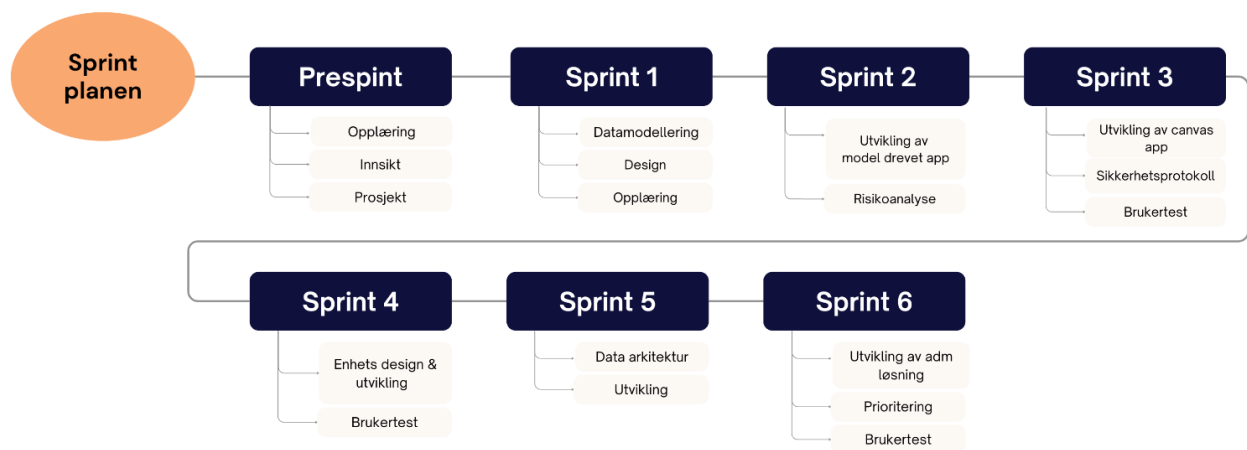 Sprint
planen
Prespint
Opplæring
Innsikt
Prosjekt
Sprint 1
Datamodellering
Design
Opplæring
Sprint 2
Utvikling av
model drevet app
Risikoanalyse
Sprint 3
Utvikling av canvas
app
Sikkerhetsprotokoll
Brukertest
Sprint 4
Enhets design &
utvikling
Brukertest
Sprint 5
Data arkitektur
Utvikling
Sprint 6
Utvikling av adm
løsning
Prioritering
Brukertest